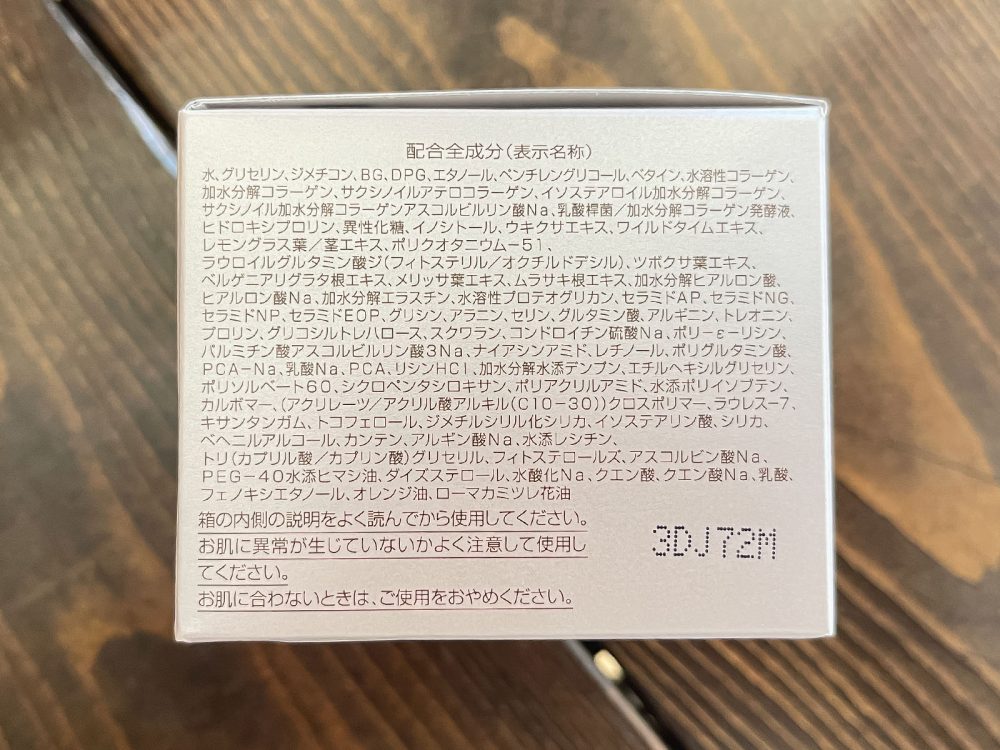 配合全成分(表示名称)
水、グリセリン、ジメチコン、BG、DPG、エタノール、ペンチレングリコール、ベタイン、水溶性コラーゲン、
加水分解コラーゲン、サクシノイルアテロコラーゲン、イソステアロイル加水分解コラーゲン、
サクシノイル加水分解コラーゲンアスコルビルリン酸Na、乳酸桿菌/加水分解コラーゲン発酵液、
ヒドロキシプロリン、異性化糖、イノシトール、ウキクサエキス、ワイルドタイムエキス、
レモングラス葉/茎エキス、ポリクオタニウム-51、
ラウロイルグルタミン酸ジ(フィトステリル/オクチルドデシル)、ツボクサ葉エキス、
ベルゲニアリグラタ根エキス、メリッサ葉エキス、ムラサキ根エキス、加水分解ヒアルロン酸、
ヒアルロン酸Na、加水分解エラスチン、水溶性プロテオグリカン、セラミドAP、セラミドNG、
セラミドNP、セラミドEOP、グリシン、アラニン、セリン、グルタミン酸、アルギニン、トレオニン、
プロリン、グリコシルトレハロース、スクワラン、コンドロイチン硫酸Na、ポリ-ε-リシン、
パルミチン酸アスコルビルリン酸3Na、ナイアシンアミド、レチノール、ポリグルタミン酸、
PCA-Na、乳酸Na、PCA、リシンHCl、加水分解水添デンプン、エチルヘキシルグリセリン、
ポリソルベート60、シクロペンタシロキサン、ポリアクリルアミド、水添ポリイソブテン、
カルボマー、(アクリレーツ/アクリル酸アルキル(C10-30))クロスポリマー、ラウレス-7、
キサンタンガム、トコフェロール、ジメチルシリル化シリカ、イソステアリン酸、シリカ、
ベヘニルアルコール、カンテン、アルギン酸Na、水添レシチン、
トリ(カプリル酸/カプリン酸)グリセリル、フィトステロールズ、アスコルビン酸Na、
PEG-40水添ヒマシ油、ダイズステロール、水酸化Na、クエン酸、クエン酸Na、乳酸、
フェノキシエタノール、オレンジ油、ローマカミツレ花油
箱の内側の説明をよく読んでから使用してください。
お肌に異常が生じていないかよく注意して使用し
てください。
お肌に合わないときは、ご使用をおやめください。
3DJ72M